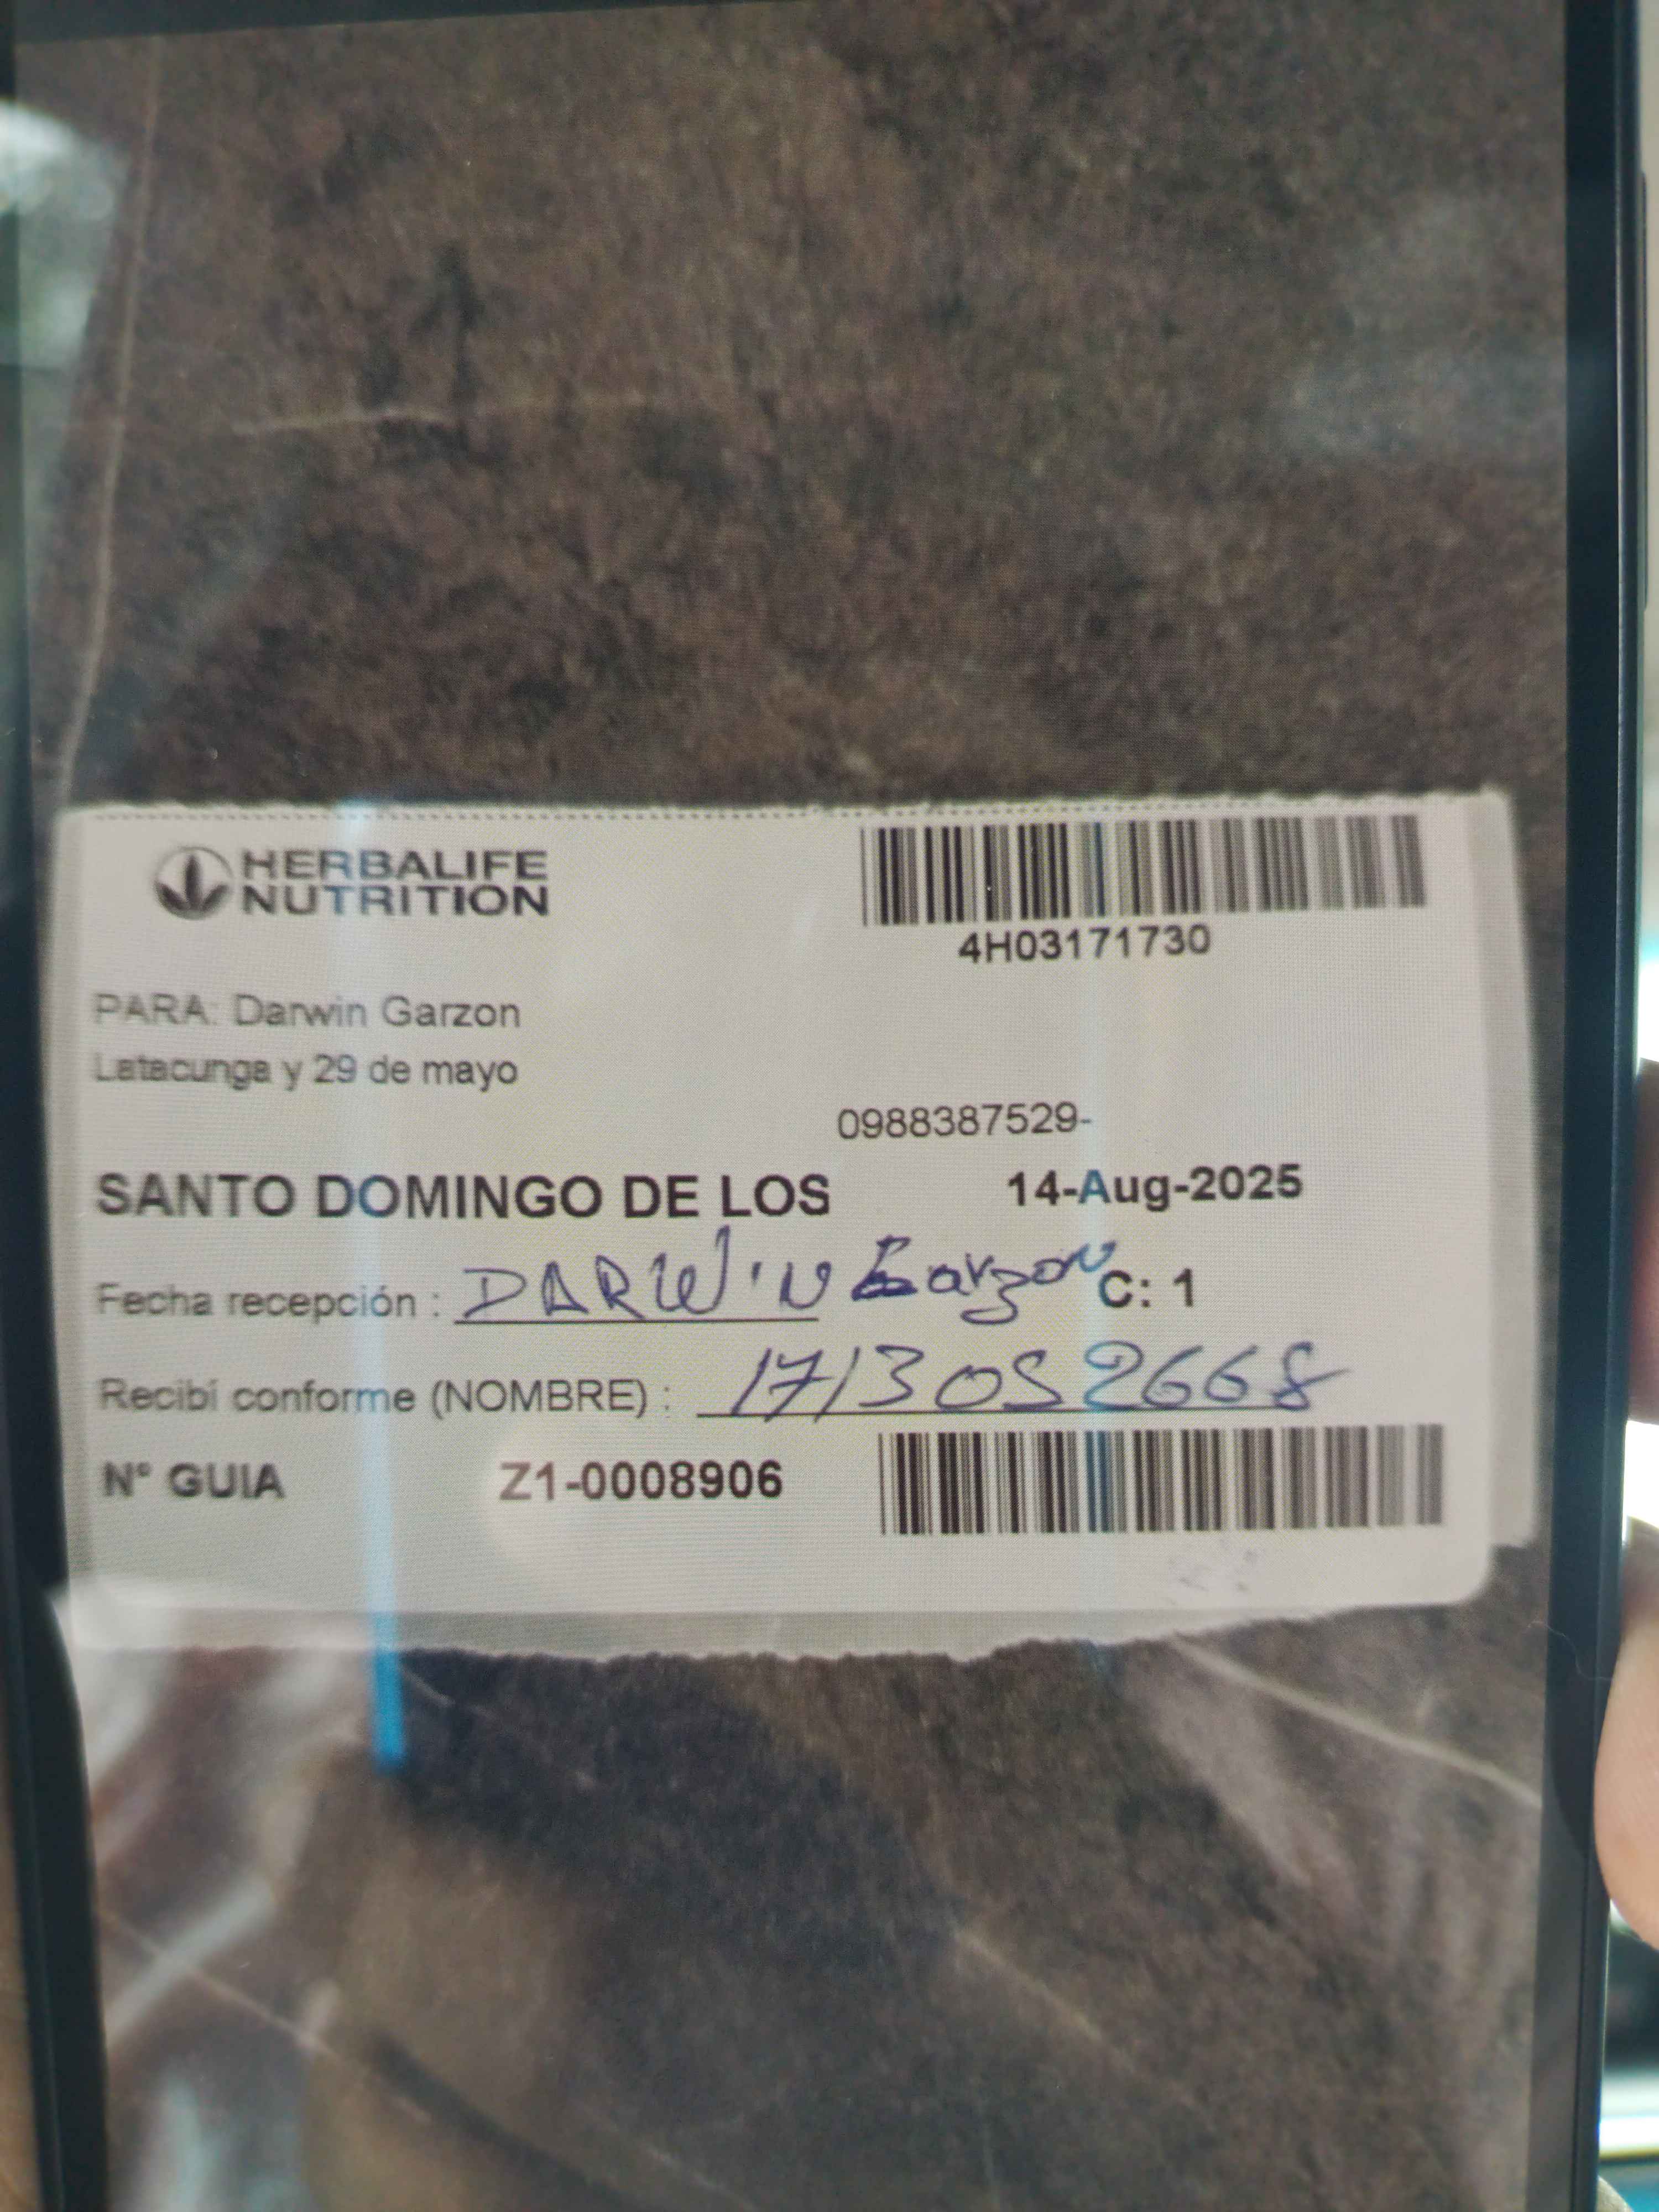 HERBALIFE
NUTRITION
4H03171730
PARA: Darwin Garzon
Latacunga y 29 de mayo
0988387529-
SANTO DOMINGO DE LOS 14-Aug-2025
Fecha recepción : DARWIN Garzon C: 1
Recibí conforme (NOMBRE) : 1713052668
N° GUIA Z1-0008906